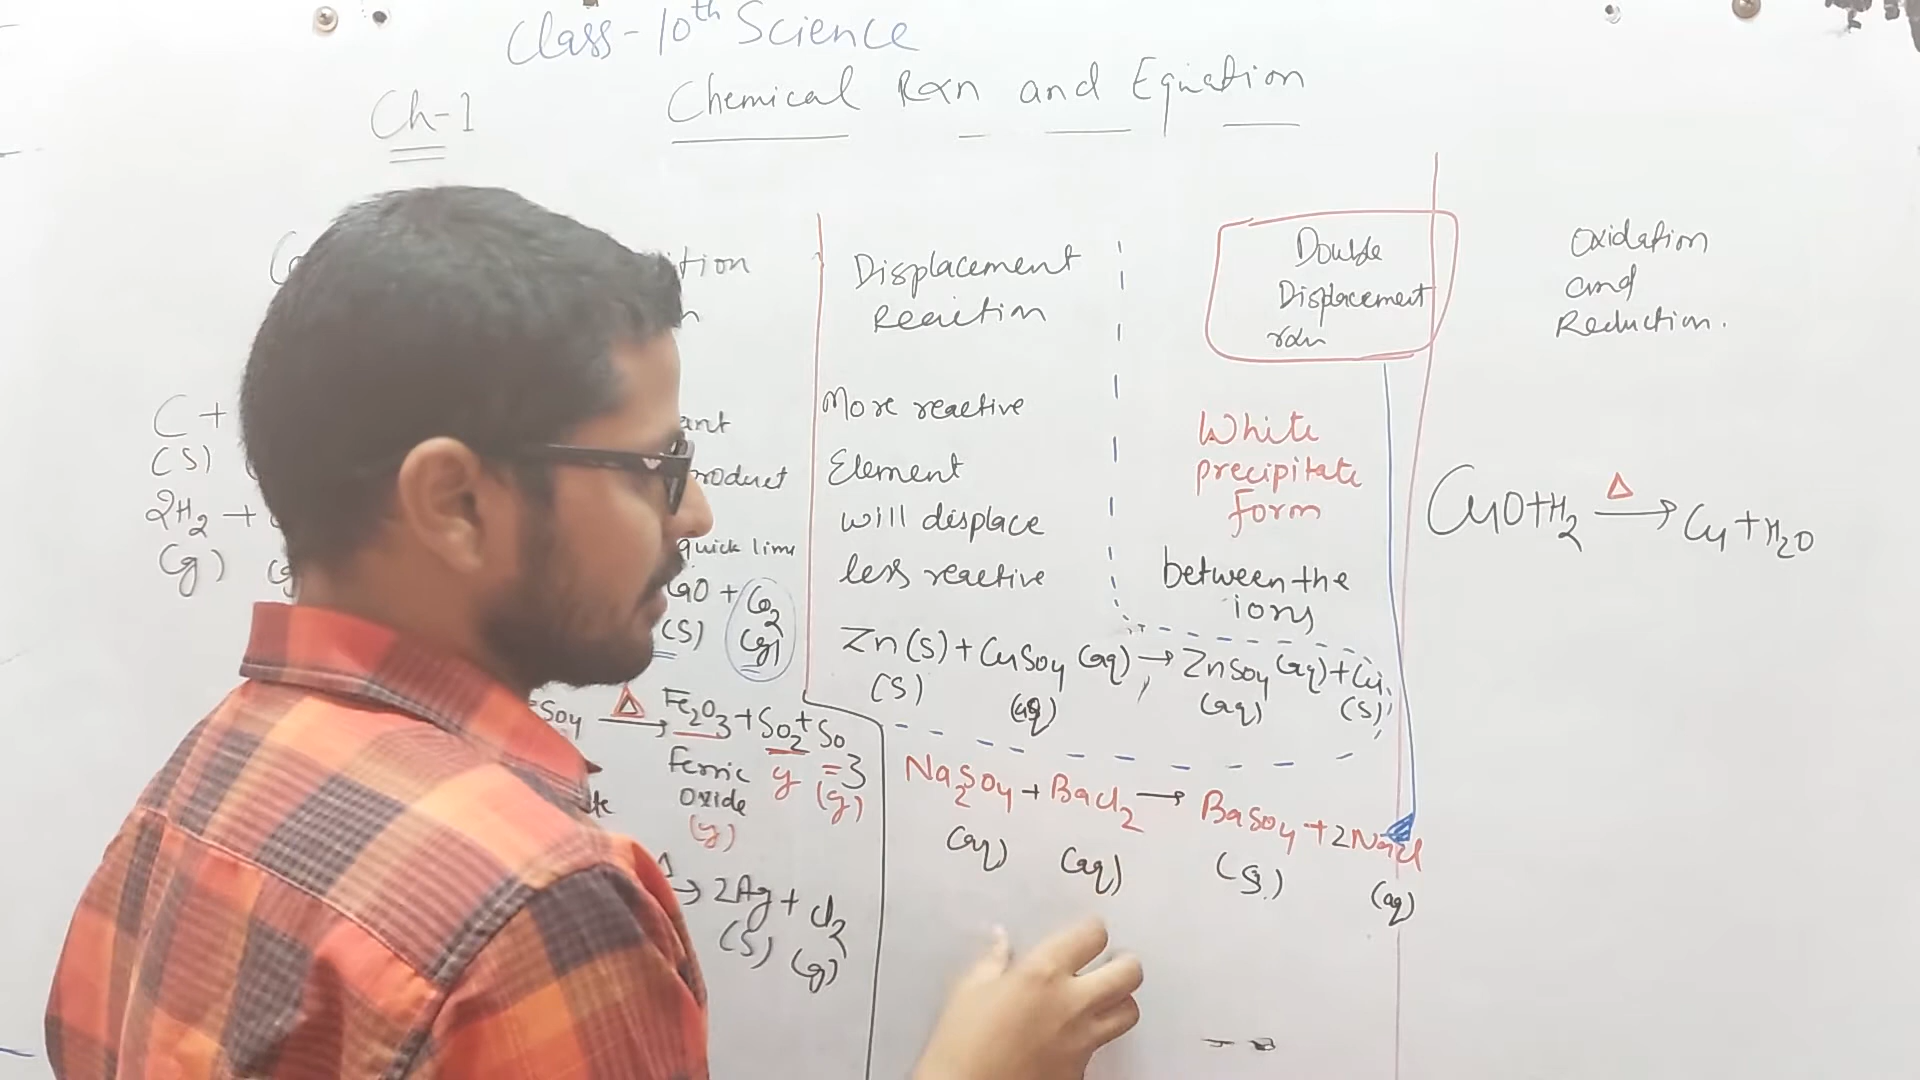 Class-10th Science
Ch-1
Chemical Rxn and Equation
ition
C +
(S)
2H2 +
(g)
product
quick lime
CaO + CO2
(S) (g)
SO4 Δ → Fe2O3 + SO2 + SO3
Ferric
Oxide
(g)
g (g)
Δ → 2Ag + Cl2
(S) (g)
Displacement
Reaction
More reactive
Element
will displace
less reactive
Zn(s) + CuSO4 (aq) → ZnSO4 (aq) + Cu
(S) (aq) (aq) (S)
Double
Displacement
rxn
White
precipitate
form
between the
ions
Na2SO4 + BaCl2 → BaSO4 + 2NaCl
(aq) (aq) (S) (aq)
Oxidation
and
Reduction.
CuO + H2 Δ → Cu + H2O